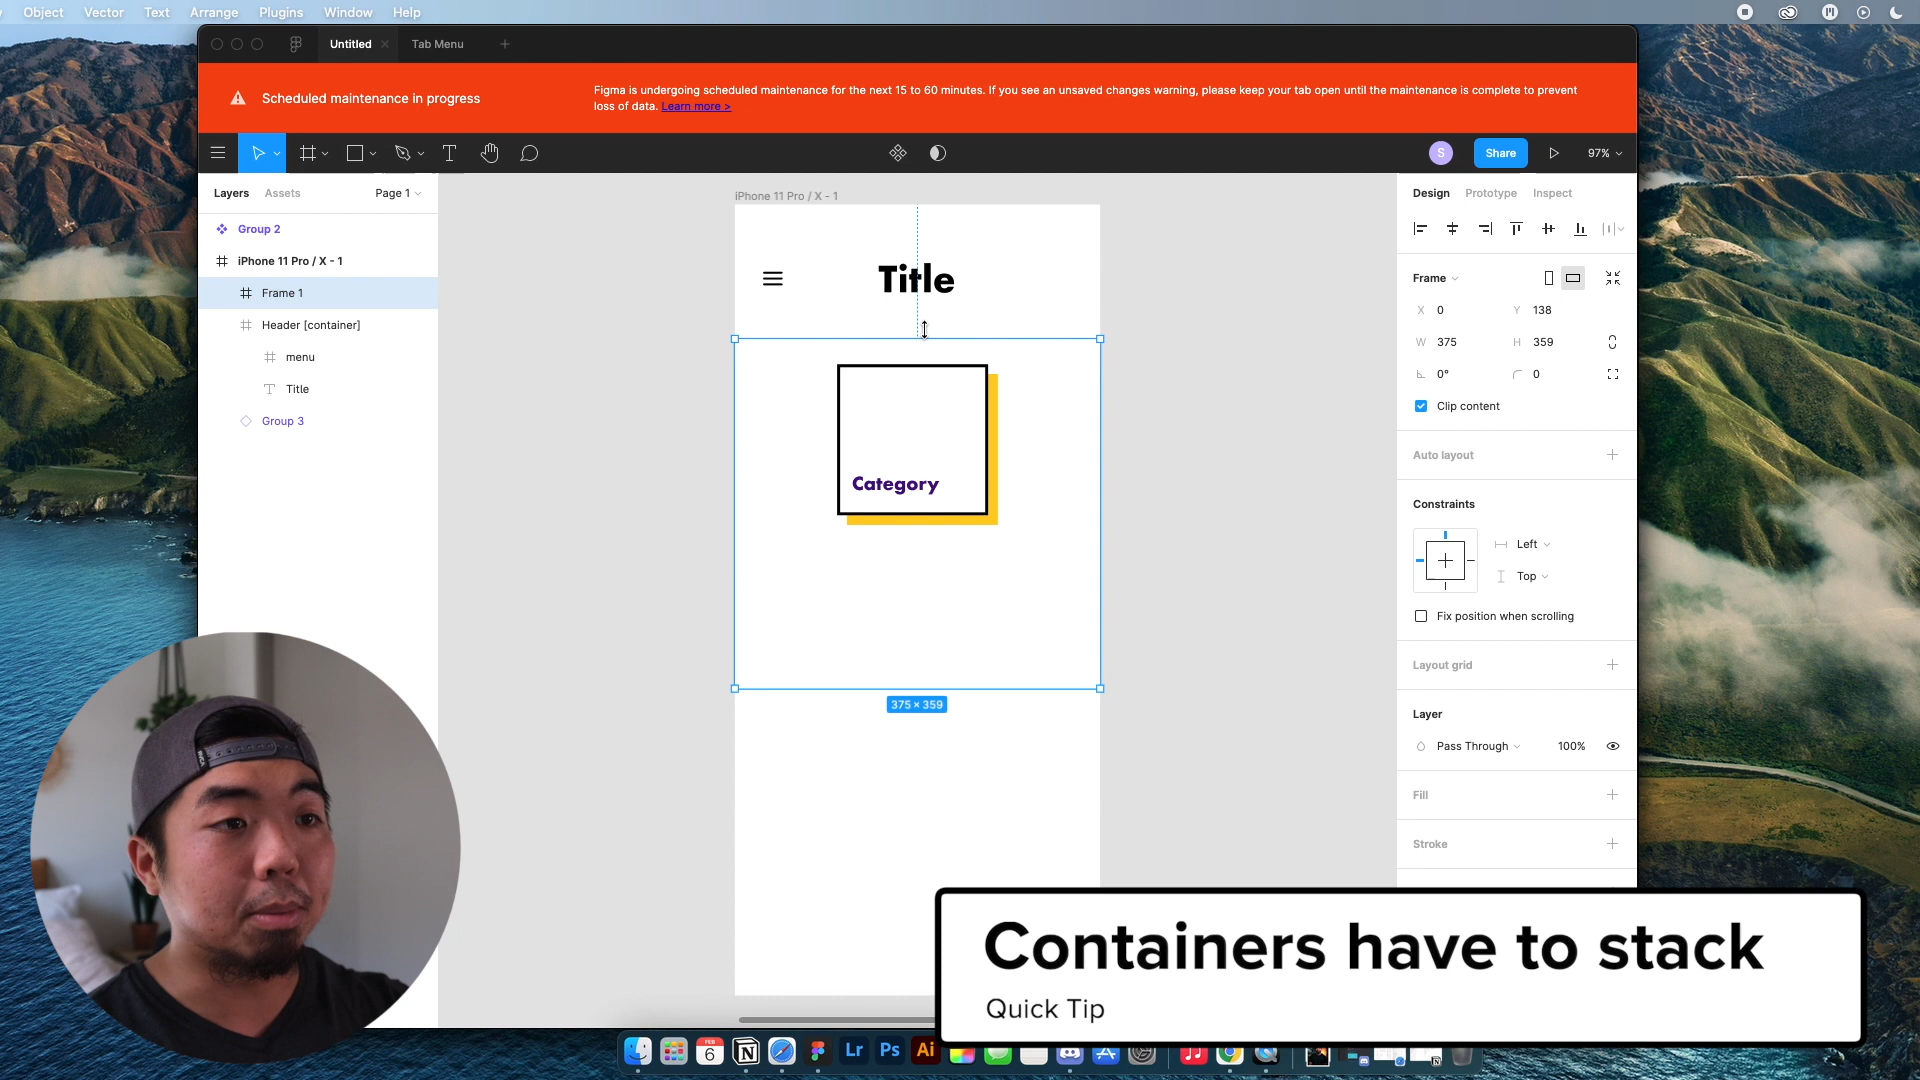 Object Vector Text Arrange Plugins Window Help
Untitled Tab Menu
Scheduled maintenance in progress
Figma is undergoing scheduled maintenance for the next 15 to 60 minutes. If you see an unsaved changes warning, please keep your tab open until the maintenance is complete to prevent
loss of data. Learn more >
S Share 97%
Layers Assets Page 1
Group 2
iPhone 11 Pro / X - 1
Frame 1
Header [container]
menu
Title
Group 3
iPhone 11 Pro / X - 1
Title
Category
375 × 359
Design Prototype Inspect
Frame
X 0 Y 138
W 375 H 359
0° 0
Clip content
Auto layout
Constraints
Left
Top
Fix position when scrolling
Layout grid
Layer
Pass Through 100%
Fill
Stroke
Containers have to stack
Quick Tip
FEB
6
Lr Ps Ai